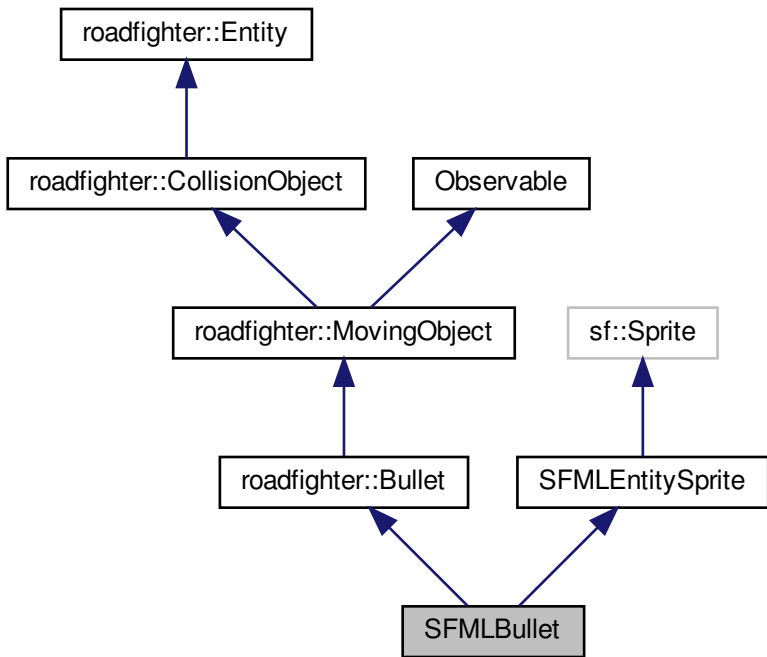 roadfighter::Entity
roadfighter::CollisionObject
Observable
roadfighter::MovingObject
sf::Sprite
roadfighter::Bullet
SFMLEntitySprite
SFMLBullet